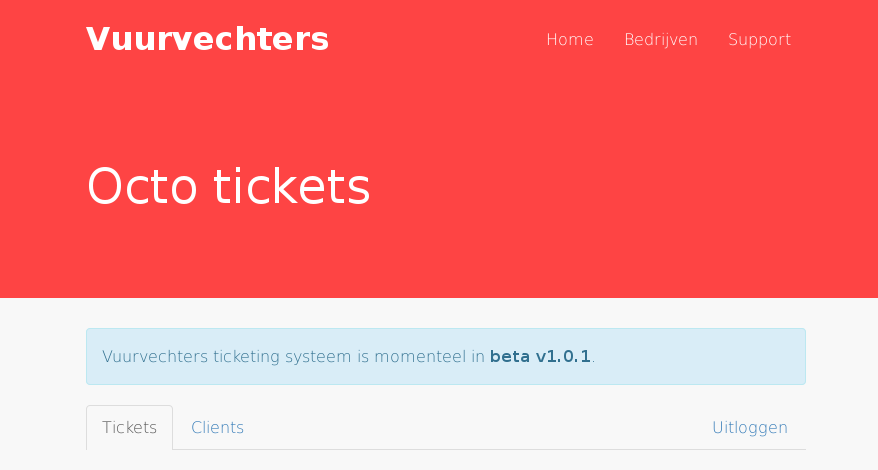 Vuurvechters
Home Bedrijven Support
Octo tickets
Vuurvechters ticketing systeem is momenteel in beta v1.0.1.
Tickets Clients Uitloggen